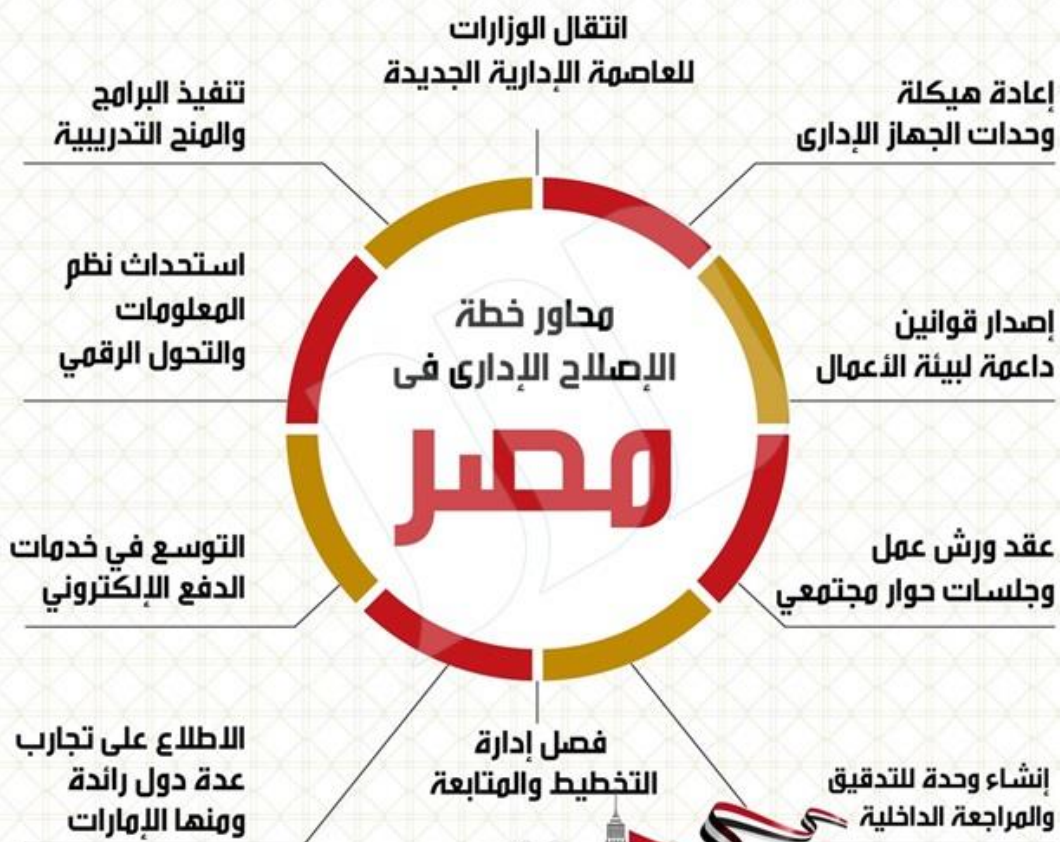 انتقال الوزارات
للعاصمة الإدارية الجديدة
إعادة هيكلة
وحدات الجهاز الإدارى
تنفيذ البرامج
والمنح التدريبية
إصدار قوانين
داعمة لبيئة الأعمال
استحداث نظم
المعلومات
والتحول الرقمي
محاور خطة
الإصلاح الإدارى فى
مصر
عقد ورش عمل
وجلسات حوار مجتمعي
التوسع في خدمات
الدفع الإلكتروني
إنشاء وحدة للتدقيق
والمراجعة الداخلية
فصل إدارة
التخطيط والمتابعة
الاطلاع على تجارب
عدة دول رائدة
ومنها الإمارات